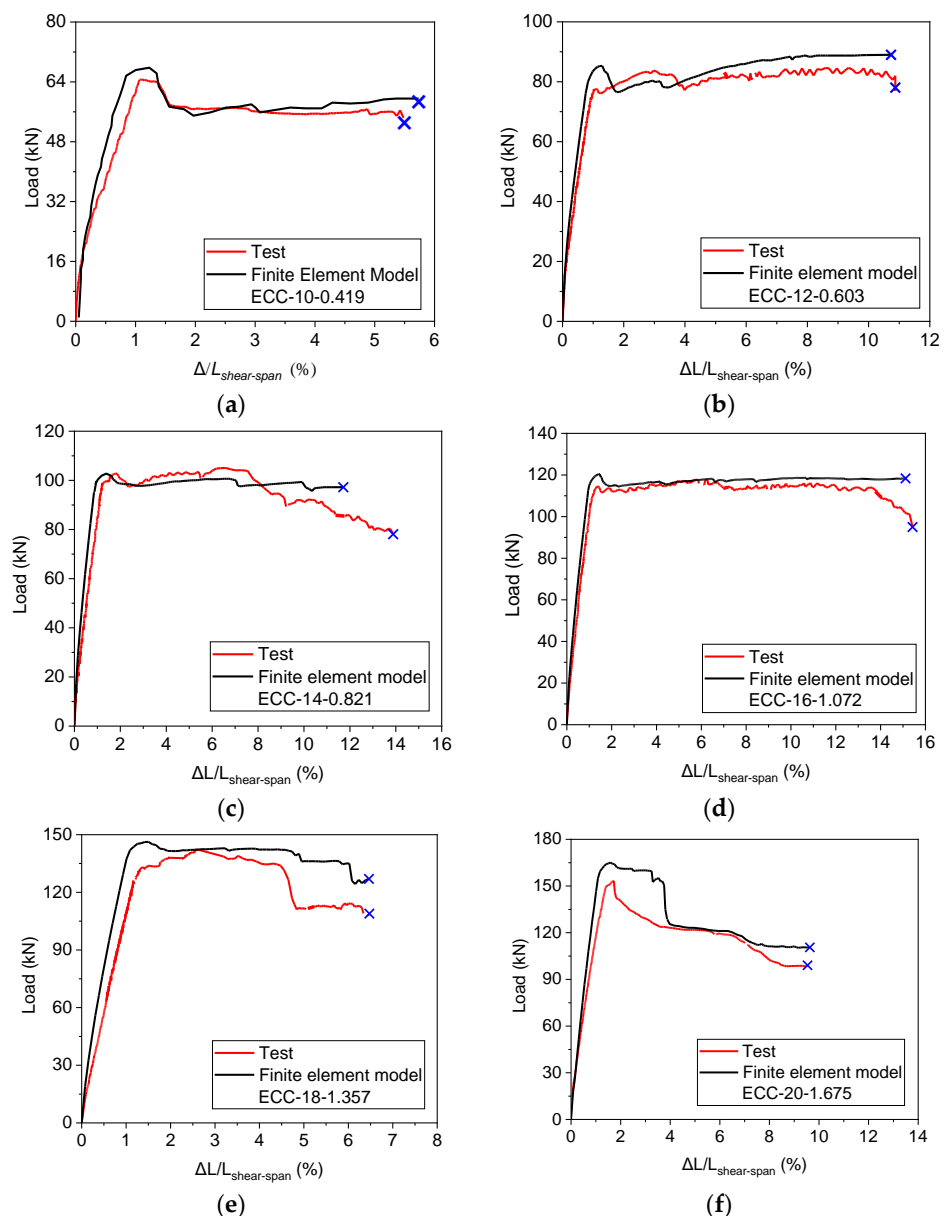 80
64
48
32
16
0
Load (kN)
Test
Finite Element Model
ECC-10-0.419
0 1 2 3 4 5 6
Δ/Lshear-span (%)
(a)
100
80
60
40
20
0
Load (kN)
Test
Finite element model
ECC-12-0.603
0 2 4 6 8 10 12
ΔL/Lshear-span (%)
(b)
120
100
80
60
40
20
0
Load (kN)
Test
Finite element model
ECC-14-0.821
0 2 4 6 8 10 12 14 16
ΔL/Lshear-span (%)
(c)
140
120
100
80
60
40
20
0
Load (kN)
Test
Finite element model
ECC-16-1.072
0 2 4 6 8 10 12 14 16
ΔL/Lshear-span (%)
(d)
150
120
90
60
30
0
Load (kN)
Test
Finite element model
ECC-18-1.357
0 1 2 3 4 5 6 7 8
ΔL/Lshear-span (%)
(e)
180
150
120
90
60
30
0
Load (kN)
Test
Finite element model
ECC-20-1.675
0 2 4 6 8 10 12 14
ΔL/Lshear-span (%)
(f)